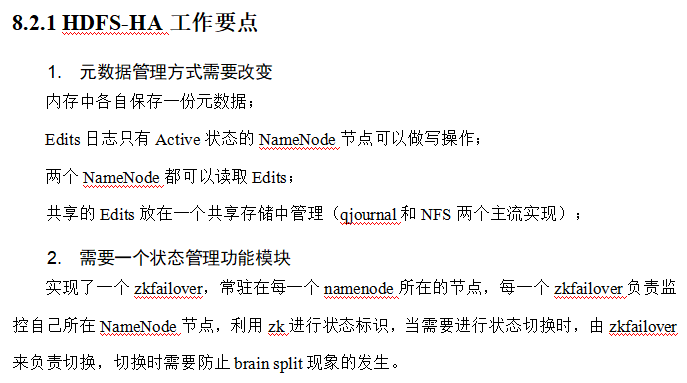 8.2.1 HDFS-HA 工作要点
1. 元数据管理方式需要改变
内存中各自保存一份元数据；
Edits 日志只有 Active 状态的 NameNode 节点可以做写操作；
两个 NameNode 都可以读取 Edits；
共享的 Edits 放在一个共享存储中管理（qjournal 和 NFS 两个主流实现）；
2. 需要一个状态管理功能模块
实现了一个 zkfailover，常驻在每一个 namenode 所在的节点，每一个 zkfailover 负责监
控自己所在 NameNode 节点，利用 zk 进行状态标识，当需要进行状态切换时，由 zkfailover
来负责切换，切换时需要防止 brain split 现象的发生。